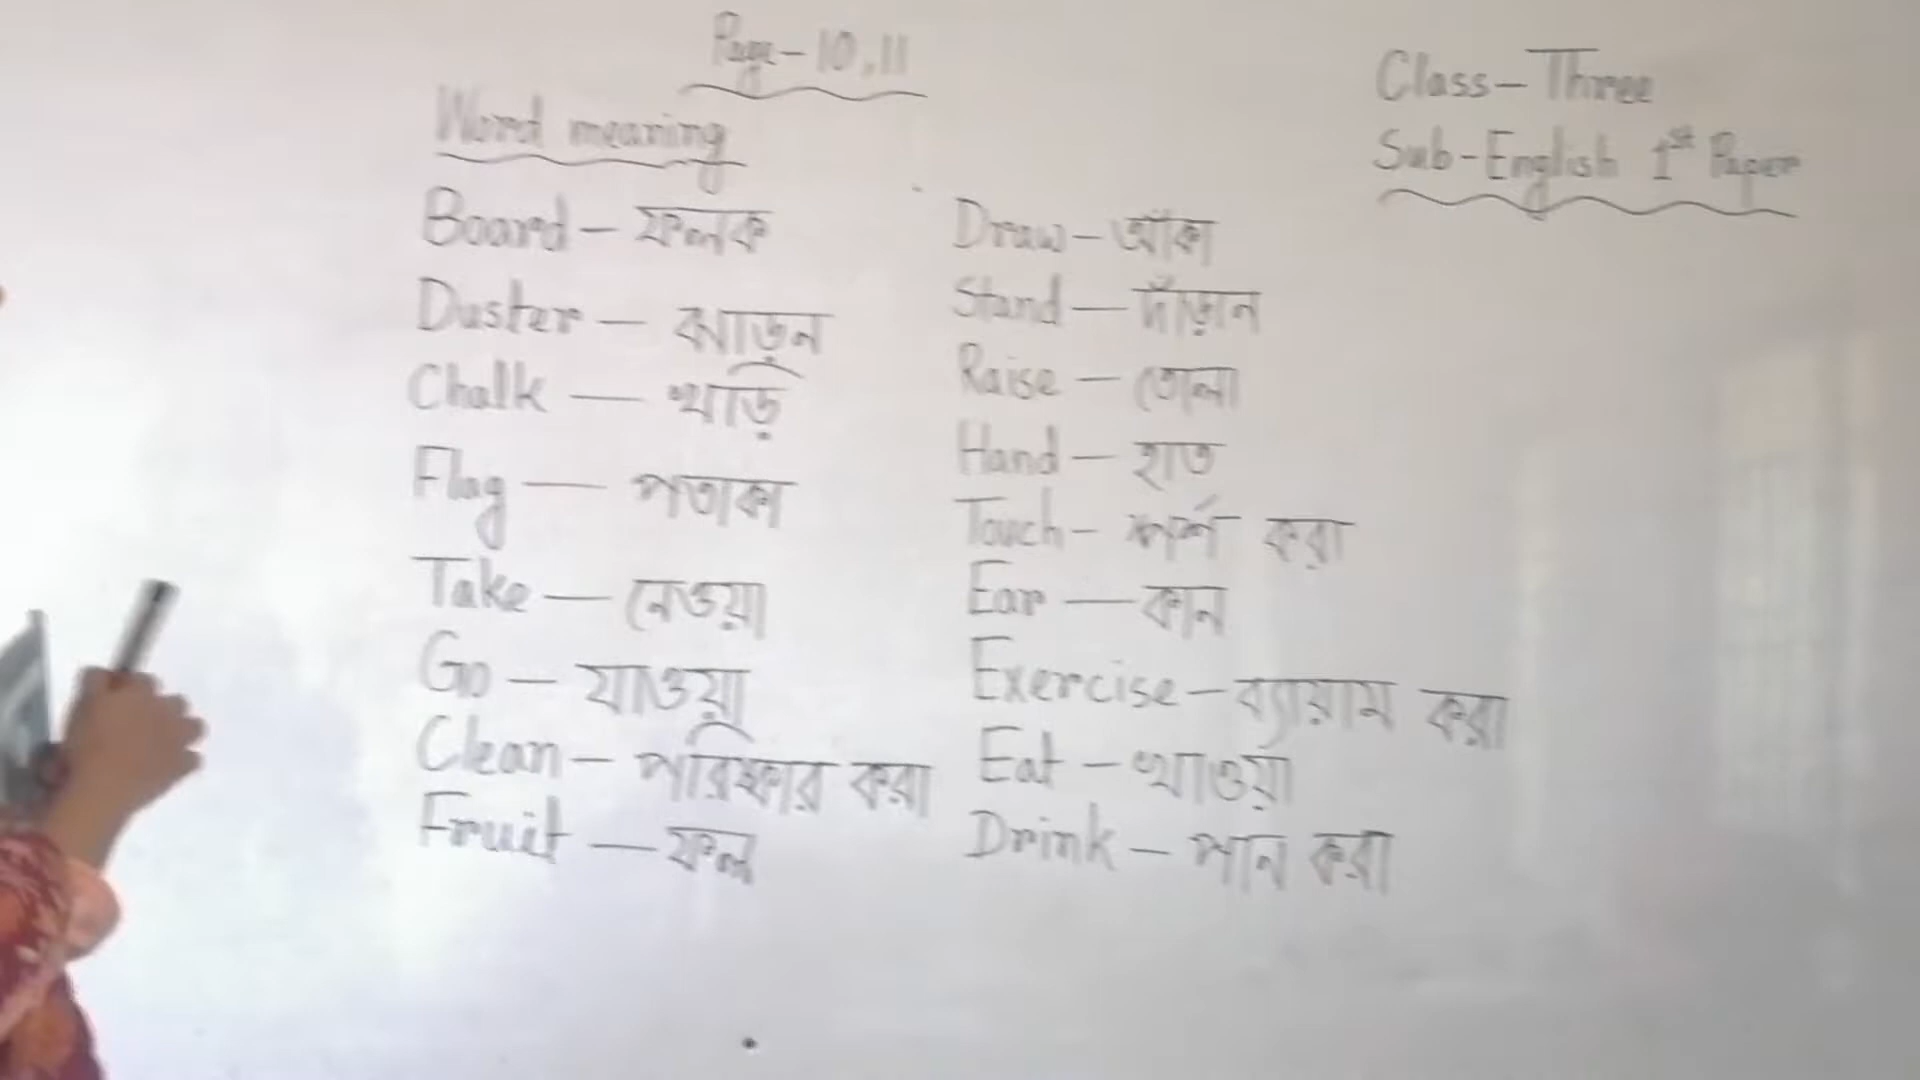 Page-10,11
Class-Three
Sub-English 1st Paper
Word meaning
Board - ফলক
Duster - ঝাড়ন
Chalk - খড়ি
Flag - পতাকা
Take - নেওয়া
Go - যাওয়া
Clean - পরিষ্কার করা
Fruit - ফল
Draw - আঁকা
Stand - দাঁড়ান
Raise - তোলা
Hand - হাত
Touch - স্পর্শ করা
Ear - কান
Exercise - ব্যায়াম করা
Eat - খাওয়া
Drink - পান করা